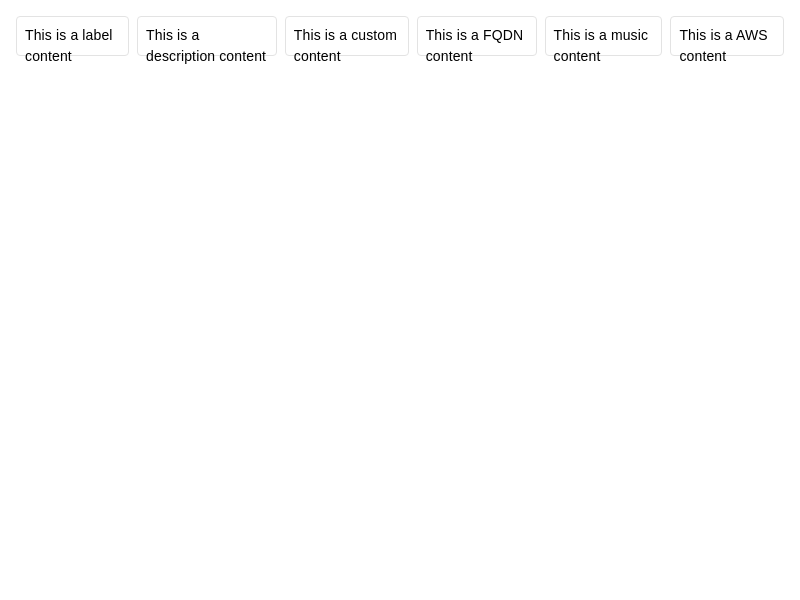 This is a label
content
This is a
description content
This is a custom
content
This is a FQDN
content
This is a music
content
This is a AWS
content